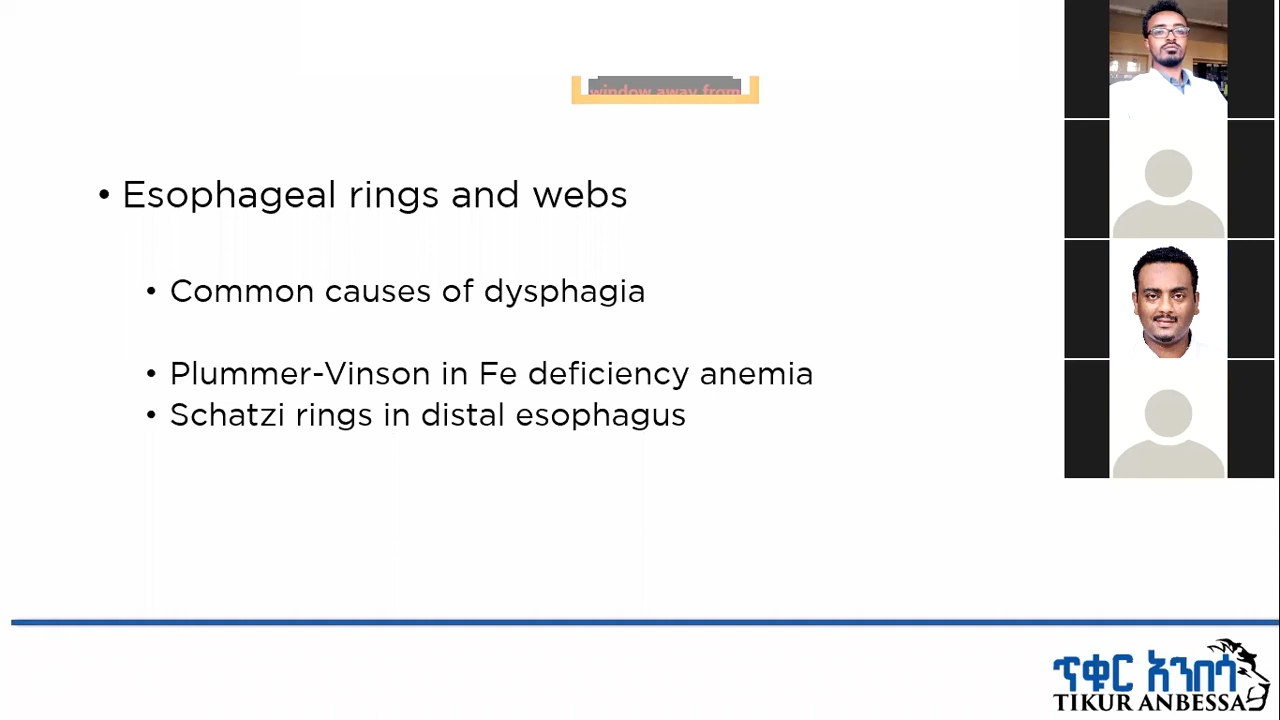 window away from
• Esophageal rings and webs
• Common causes of dysphagia
• Plummer-Vinson in Fe deficiency anemia
• Schatzi rings in distal esophagus
ጥቁር አንበሳ
TIKUR ANBESSA